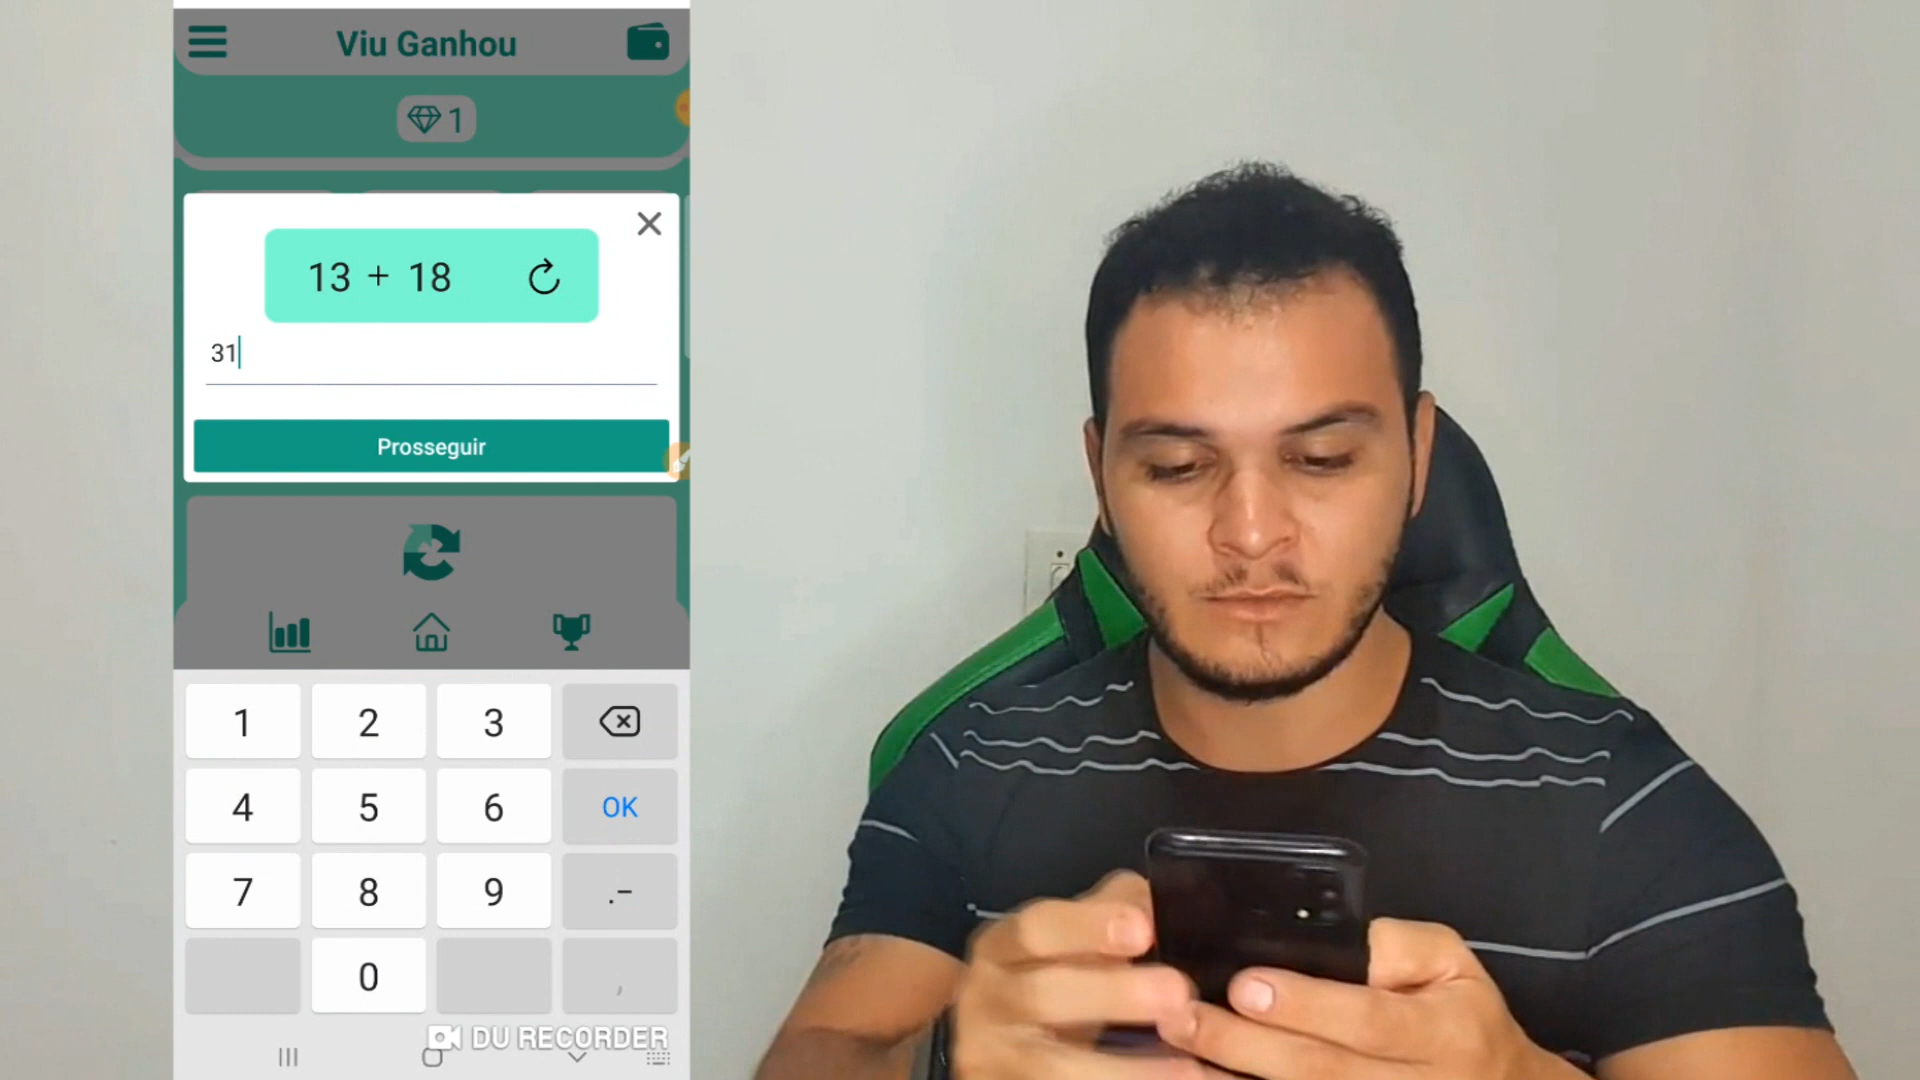 Viu Ganhou
1
13 + 18
31
Prosseguir
1 2 3
4 5 6 OK
7 8 9 .-
0 ,
DU RECORDER